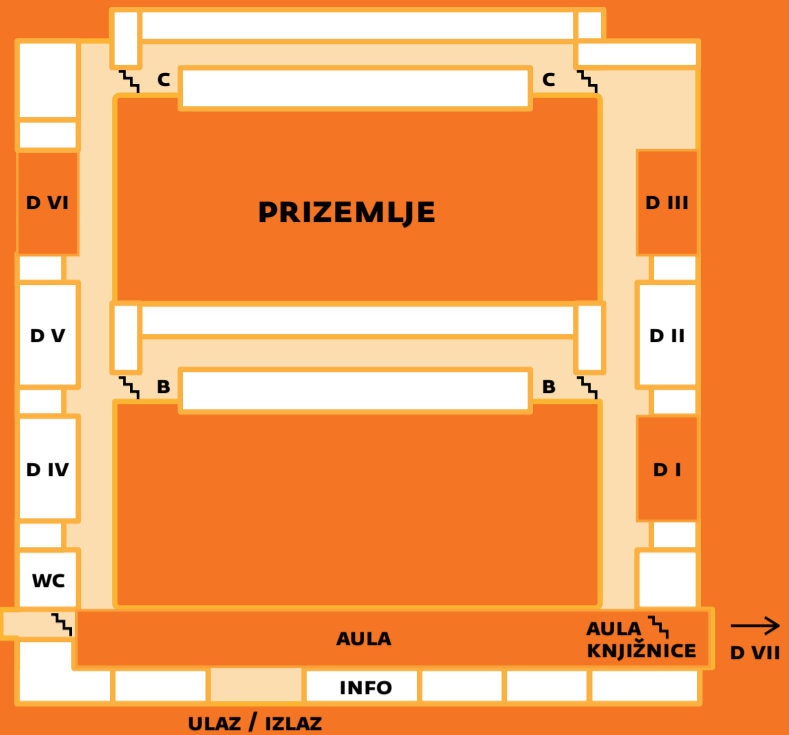 C
C
D VI
PRIZEMLJE
D III
D V
D II
B
B
D IV
D I
WC
AULA
AULA
KNJIŽNICE
D VII
INFO
ULAZ / IZLAZ